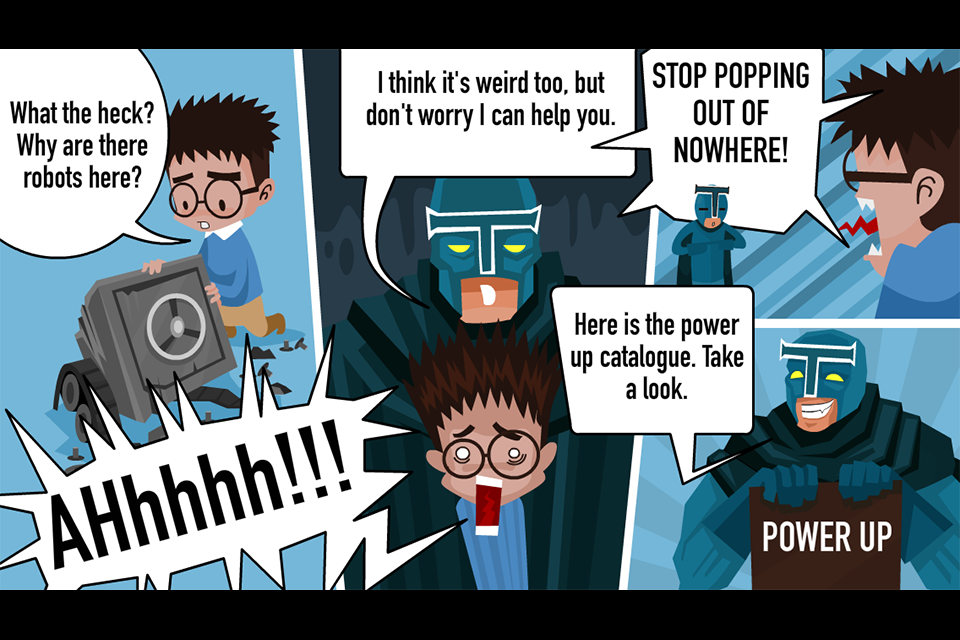 What the heck?
Why are there
robots here?
I think it's weird too, but
don't worry I can help you.
AHhhhh!!!
STOP POPPING
OUT OF
NOWHERE!
Here is the power
up catalogue. Take
a look.
POWER UP